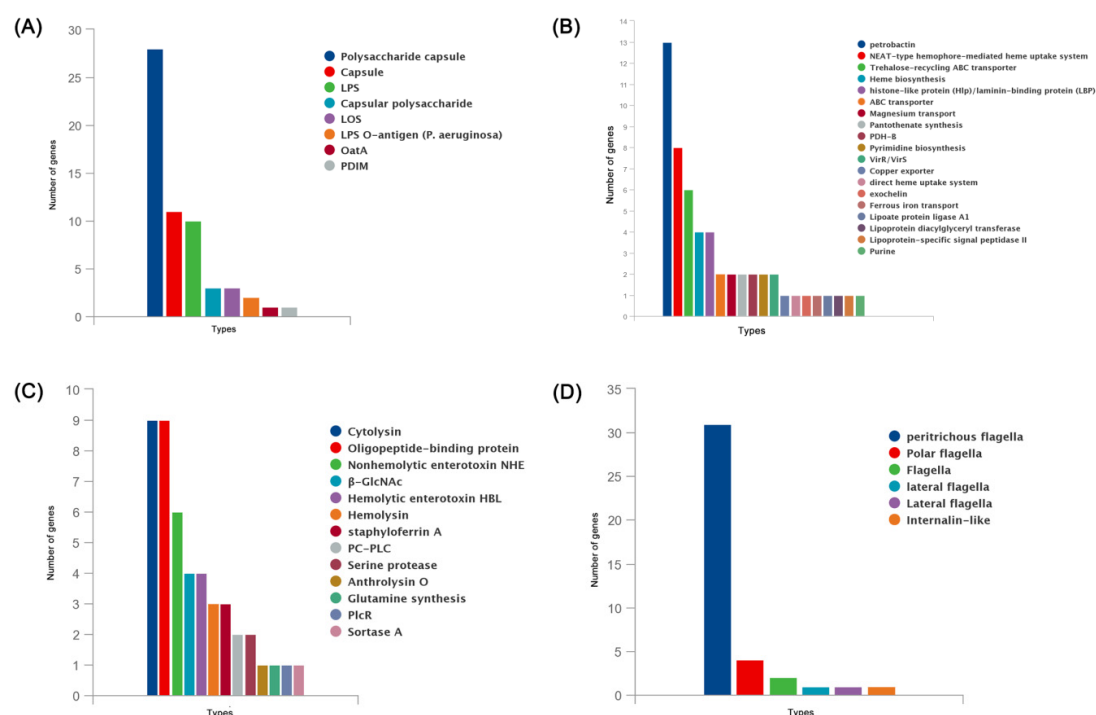 (A)
30
20
10
5
0
Number of genes
Types
Polysaccharide capsule
Capsule
LPS
Capsular polysaccharide
LOS
LPS O-antigen (P. aeruginosa)
OatA
PDIM
(B)
14
13
12
11
10
9
8
7
6
5
4
3
2
1
0
Number of genes
Types
petrobactin
NEAT-type hemophore-mediated heme uptake system
Trehalose-recycling ABC transporter
Heme biosynthesis
histone-like protein (Hlp)/laminin-binding protein (LBP)
ABC transporter
Magnesium transport
Pantothenate synthesis
PDH-B
Pyrimidine biosynthesis
VirR/VirS
Copper exporter
direct heme uptake system
exochelin
Ferrous iron transport
Lipoate protein ligase A1
Lipoprotein diacylglyceryl transferase
Lipoprotein-specific signal peptidase II
Purine
(C)
10
9
8
7
6
5
4
3
2
1
0
Number of genes
Types
Cytolysin
Oligopeptide-binding protein
Nonhemolytic enterotoxin NHE
β-GlcNAc
Hemolytic enterotoxin HBL
Hemolysin
staphyloferrin A
PC-PLC
Serine protease
Anthrolysin O
Glutamine synthesis
PlcR
Sortase A
(D)
35
30
25
20
15
10
5
0
Number of genes
Types
peritrichous flagella
Polar flagella
Flagella
lateral flagella
Lateral flagella
Internalin-like